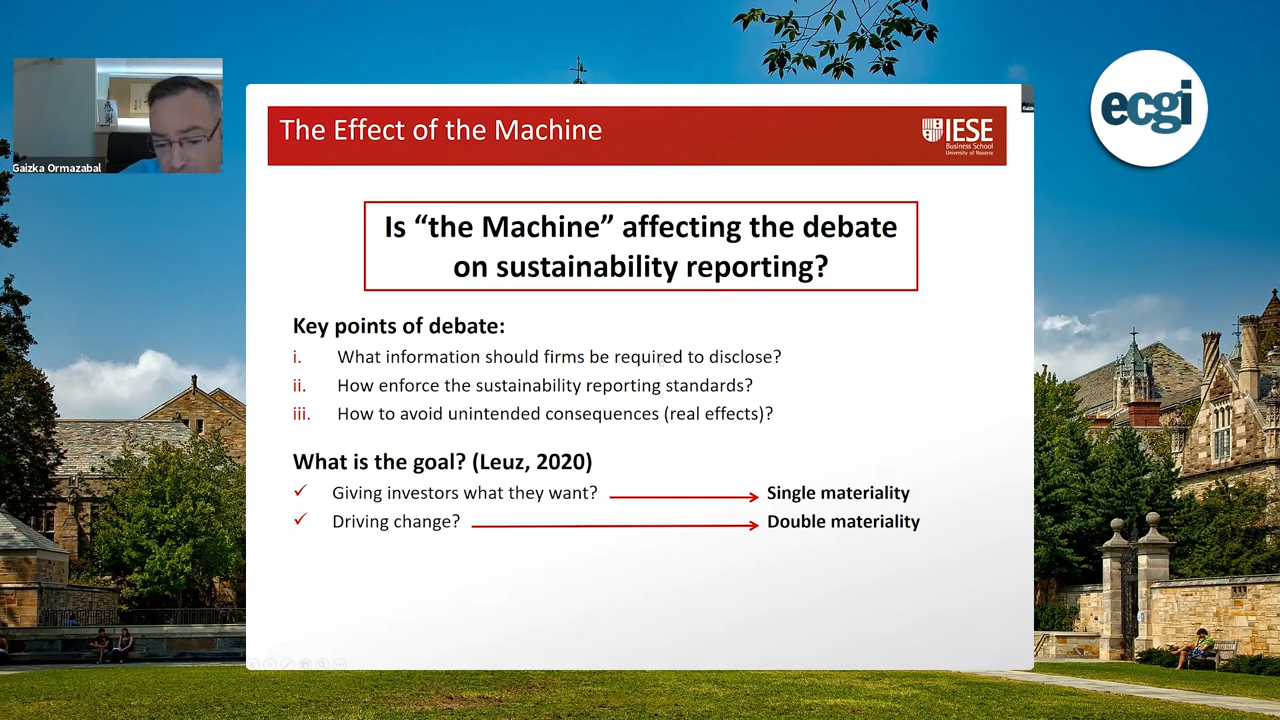 Gaizka Ormazabal
ecgi
The Effect of the Machine
IESE
Business School
University of Navarra
Is “the Machine” affecting the debate
on sustainability reporting?
Key points of debate:
i. What information should firms be required to disclose?
ii. How enforce the sustainability reporting standards?
iii. How to avoid unintended consequences (real effects)?
What is the goal? (Leuz, 2020)
✓ Giving investors what they want? Single materiality
✓ Driving change? Double materiality